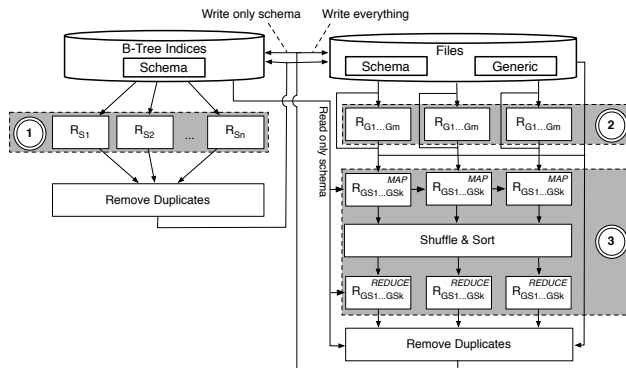 Write only schema
Write everything
B-Tree Indices
Schema
Files
Schema
Generic
1
RS1
RS2
...
RSn
RG1...Gm
RG1...Gm
RG1...Gm
2
Read only schema
Remove Duplicates
MAP
RGS1...GSk
MAP
RGS1...GSk
MAP
RGS1...GSk
Shuffle & Sort
3
REDUCE
RGS1...GSk
REDUCE
RGS1...GSk
REDUCE
RGS1...GSk
Remove Duplicates